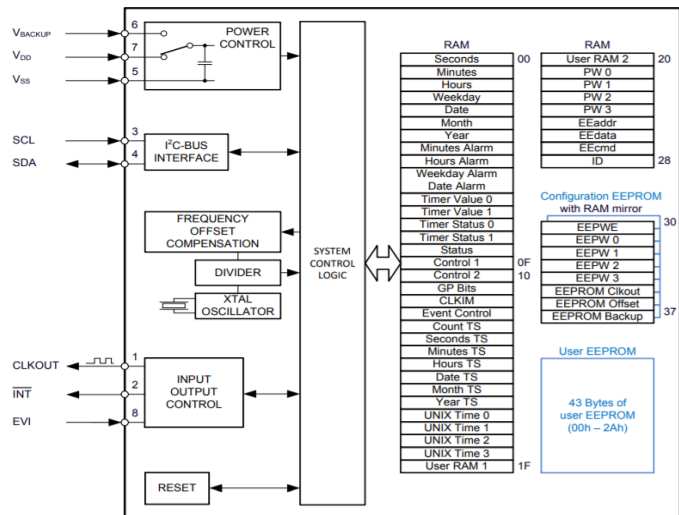 VBACKUP
6
VDD
7
VSS
5
POWER
CONTROL
SCL
3
SDA
4
I²C-BUS
INTERFACE
FREQUENCY
OFFSET
COMPENSATION
DIVIDER
XTAL
OSCILLATOR
CLKOUT
1
INT
2
EVI
8
INPUT
OUTPUT
CONTROL
RESET
SYSTEM
CONTROL
LOGIC
RAM
Seconds 00
Minutes
Hours
Weekday
Date
Month
Year
Minutes Alarm
Hours Alarm
Weekday Alarm
Date Alarm
Timer Value 0
Timer Value 1
Timer Status 0
Timer Status 1
Status
Control 1 0F
Control 2 10
GP Bits
CLKIM
Event Control
Count TS
Seconds TS
Minutes TS
Hours TS
Date TS
Month TS
Year TS
UNIX Time 0
UNIX Time 1
UNIX Time 2
UNIX Time 3
User RAM 1 1F
RAM
User RAM 2 20
PW 0
PW 1
PW 2
PW 3
EEaddr
EEdata
EEcmd
ID 28
Configuration EEPROM
with RAM mirror
30
EEPWE
EEPW 0
EEPW 1
EEPW 2
EEPW 3
EEPROM Clkout
EEPROM Offset
EEPROM Backup 37
User EEPROM
43 Bytes of
user EEPROM
(00h – 2Ah)